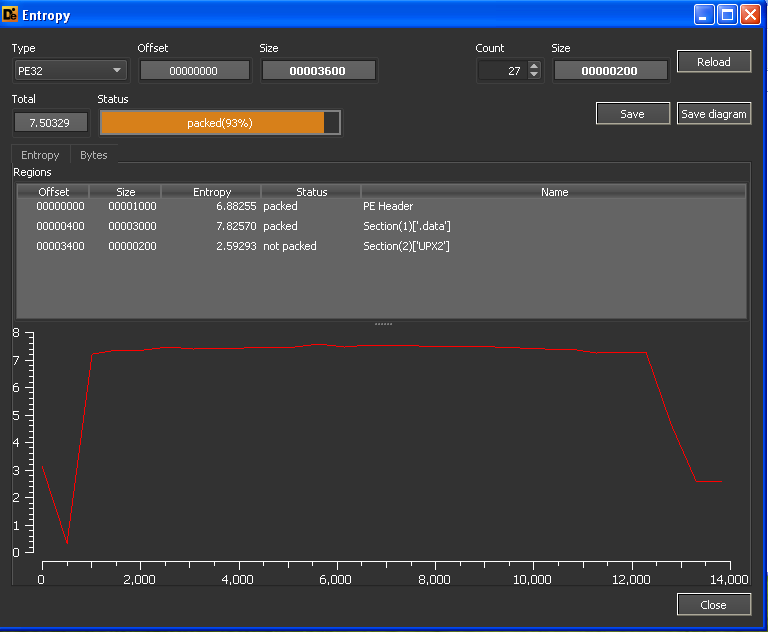 Entropy
Type Offset Size Count Size
PE32 00000000 00003600 27 00000200 Reload
Total Status
7.50329 packed(93%) Save Save diagram
Entropy Bytes
Regions
Offset Size Entropy Status Name
00000000 00001000 6.88255 packed PE Header
00000400 00003000 7.82570 packed Section(1)['.data']
00003400 00000200 2.59293 not packed Section(2)['UPX2']
8
7
6
5
4
3
2
1
0
0 2,000 4,000 6,000 8,000 10,000 12,000 14,000
Close